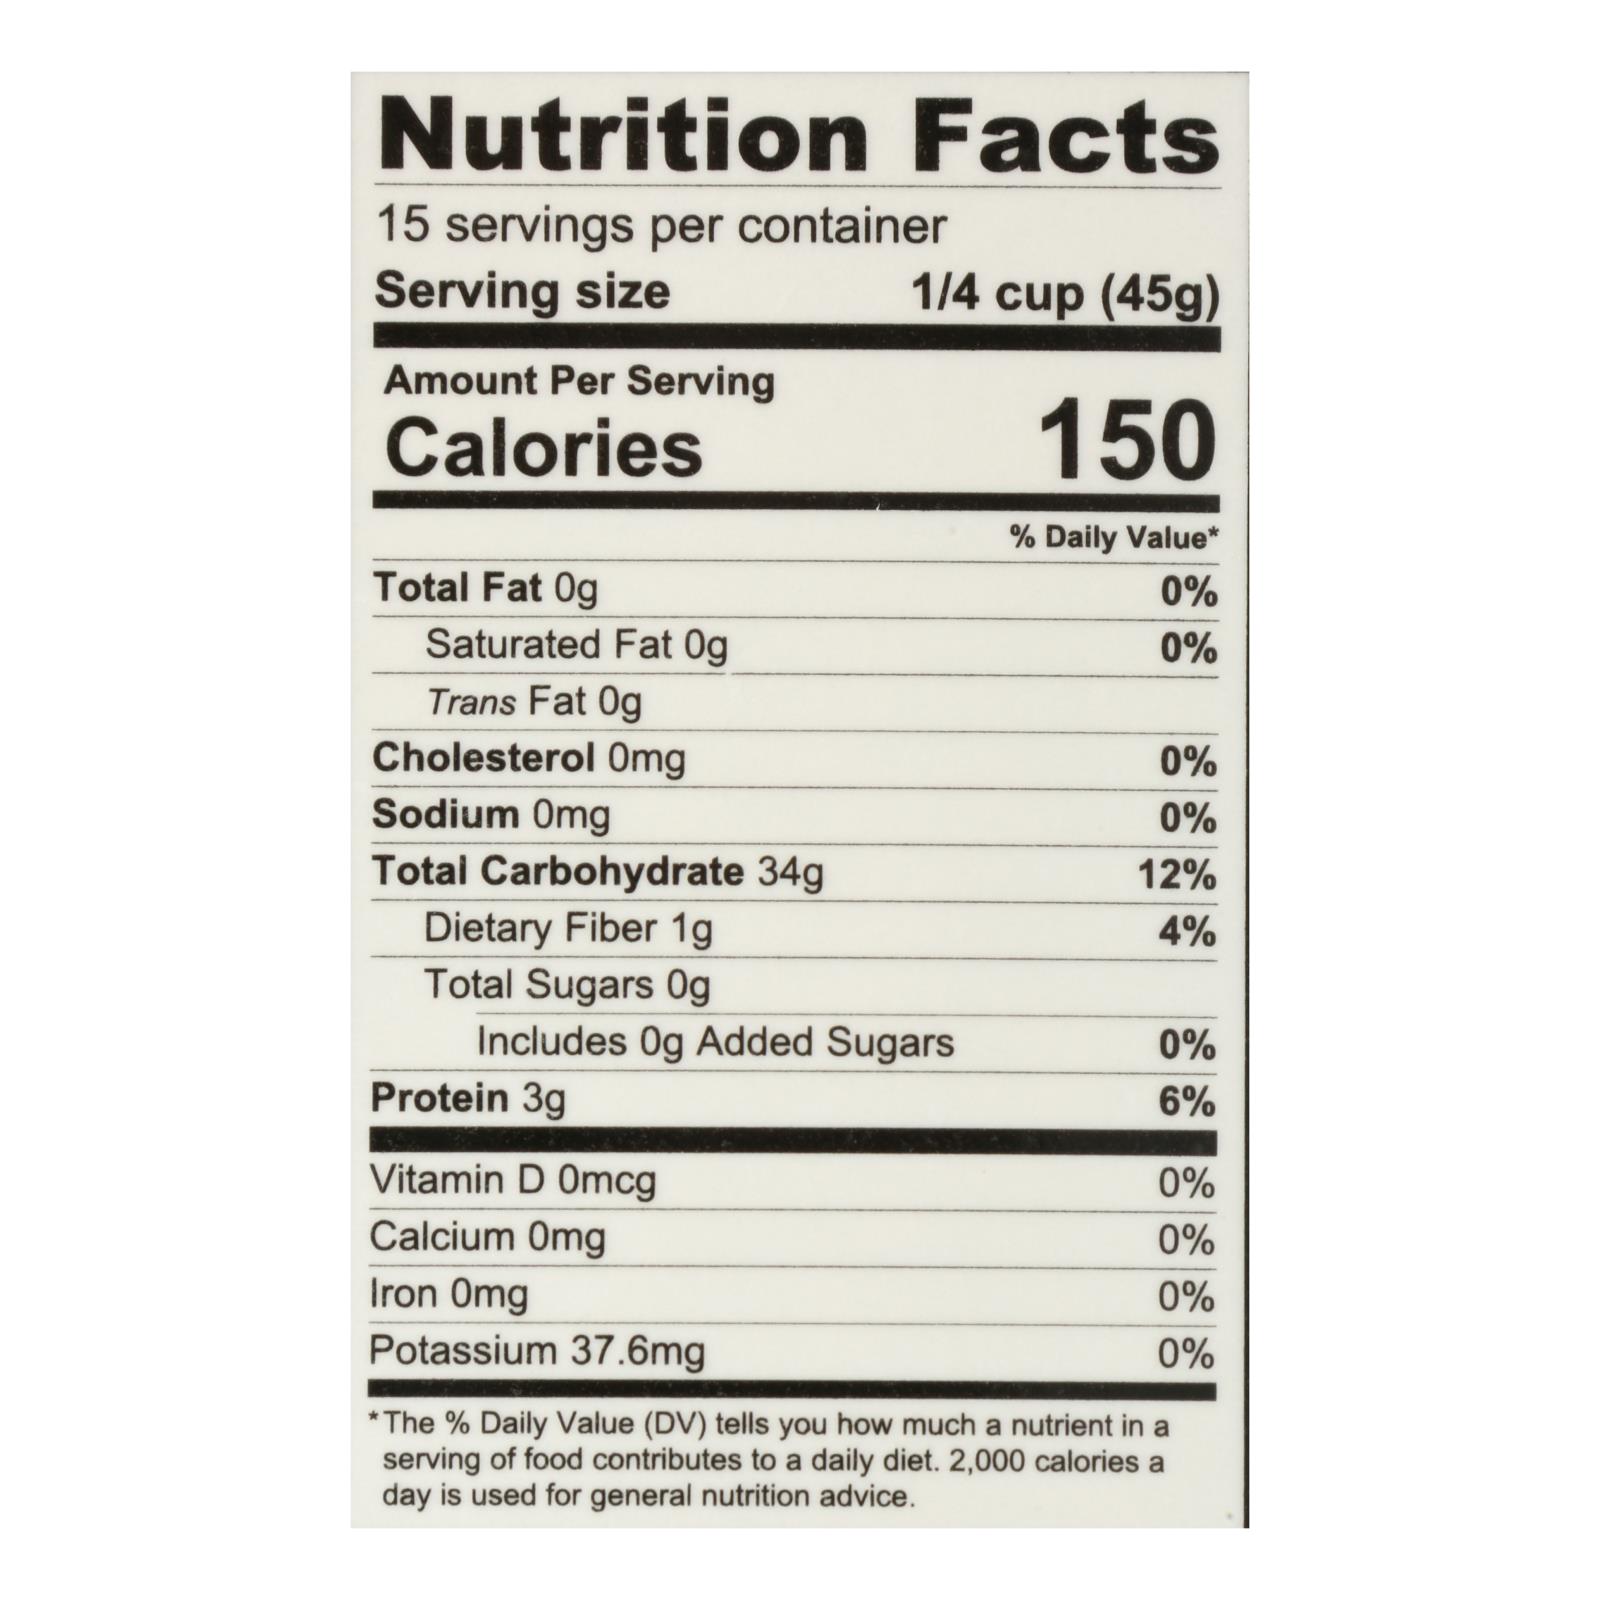 Nutrition Facts
15 servings per container
Serving size 1/4 cup (45g)
Amount Per Serving
Calories 150
% Daily Value*
Total Fat 0g 0%
Saturated Fat 0g 0%
Trans Fat 0g
Cholesterol 0mg 0%
Sodium 0mg 0%
Total Carbohydrate 34g 12%
Dietary Fiber 1g 4%
Total Sugars 0g
Includes 0g Added Sugars 0%
Protein 3g 6%
Vitamin D 0mcg 0%
Calcium 0mg 0%
Iron 0mg 0%
Potassium 37.6mg 0%
*The % Daily Value (DV) tells you how much a nutrient in a
serving of food contributes to a daily diet. 2,000 calories a
day is used for general nutrition advice.